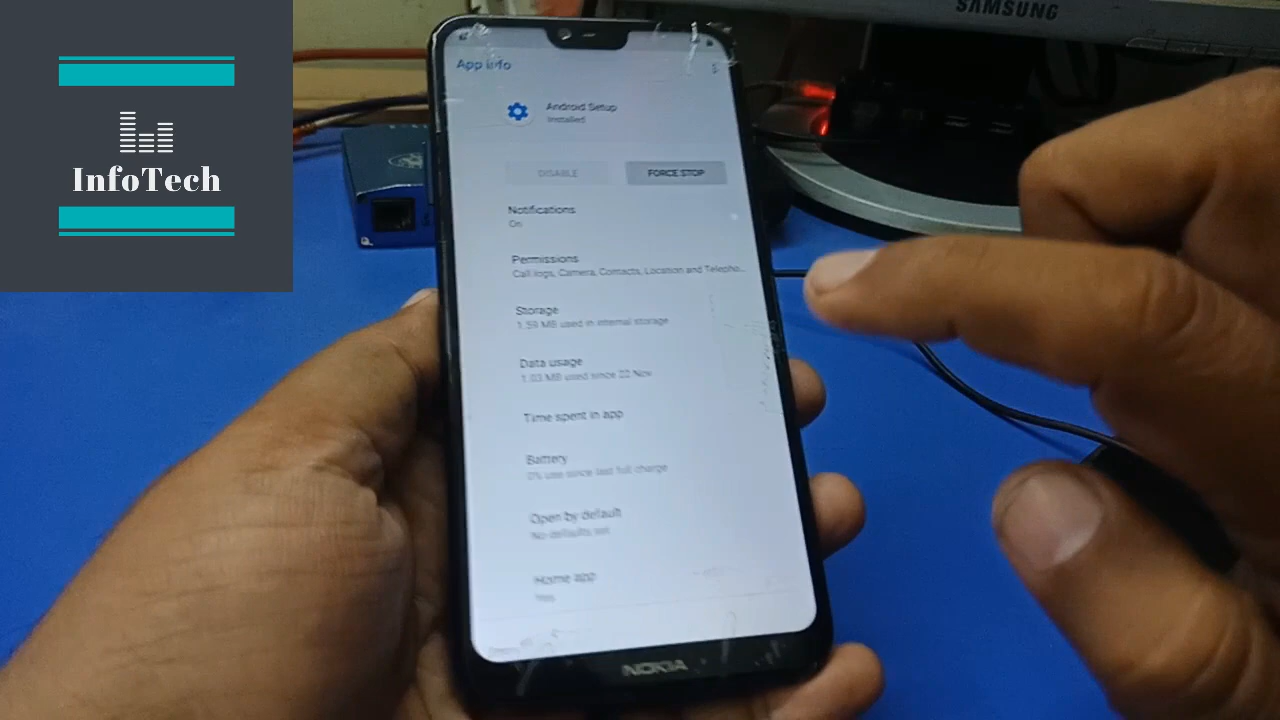 SAMSUNG
InfoTech
App info
Android Setup
Installed
DISABLE
FORCE STOP
Notifications
On
Permissions
Call logs, Camera, Contacts, Location and Telepho...
Storage
1.59 MB used in internal storage
Data usage
1.03 MB used since 22 Nov
Time spent in app
Battery
0% use since last full charge
Open by default
No defaults set
Home app
Yes
NOKIA